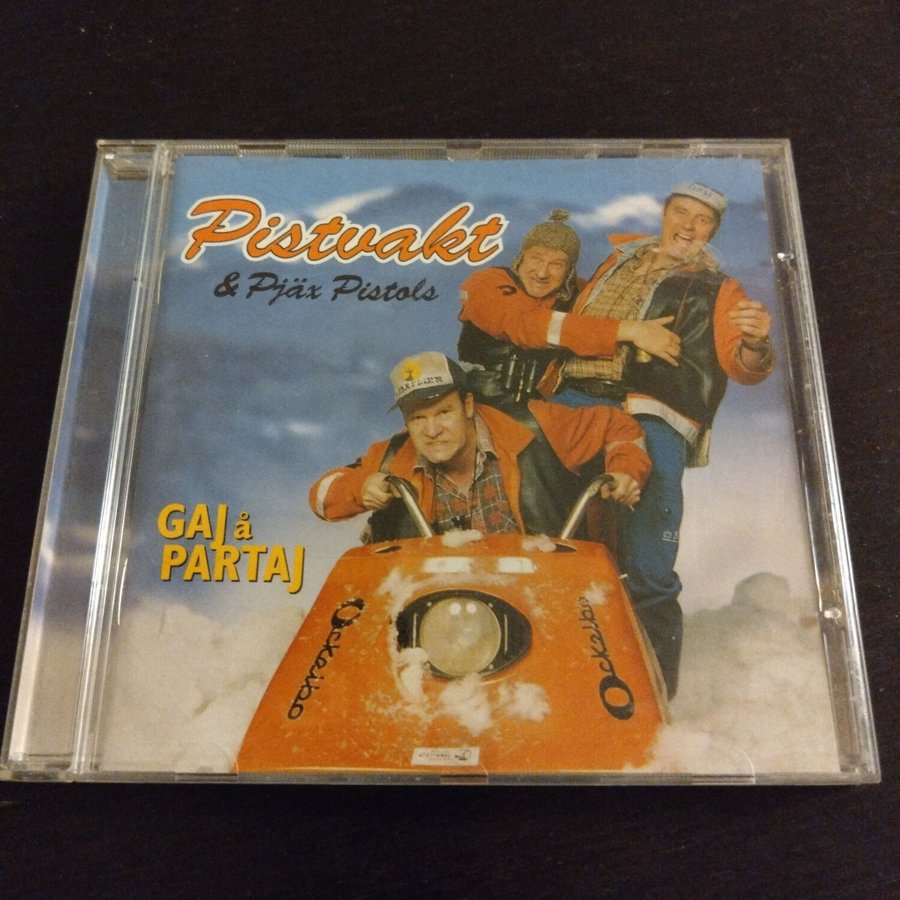 Pistvakt
& Pjäx Pistols
GAJ å
PARTAJ
Ockelbo
Ockelbo